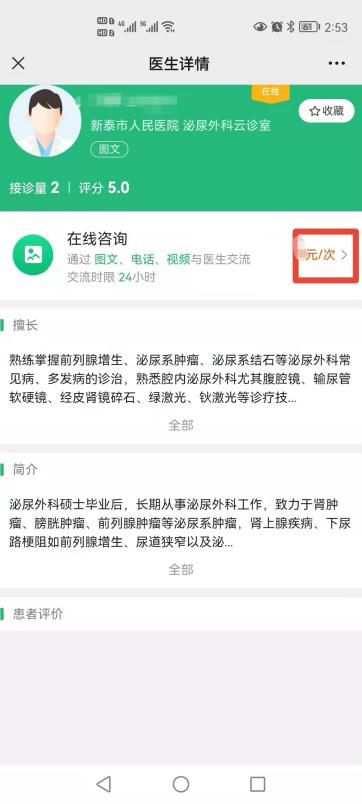 HD 1 4G 5G 61 2:53
HD 2
医生详情
在线
收藏
新泰市人民医院 泌尿外科云诊室
图文
接诊量 2 评分 5.0
在线咨询
通过 图文、电话、视频与医生交流
交流时限 24小时
元/次
擅长
熟练掌握前列腺增生、泌尿系肿瘤、泌尿系结石等泌尿外科常
见病、多发病的诊治，熟悉腔内泌尿外科尤其腹腔镜、输尿管
软硬镜、经皮肾镜碎石、绿激光、钬激光等诊疗技...
全部
简介
泌尿外科硕士毕业后，长期从事泌尿外科工作，致力于肾肿
瘤、膀胱肿瘤、前列腺肿瘤等泌尿系肿瘤，肾上腺疾病、下尿
路梗阻如前列腺增生、尿道狭窄以及泌...
全部
患者评价